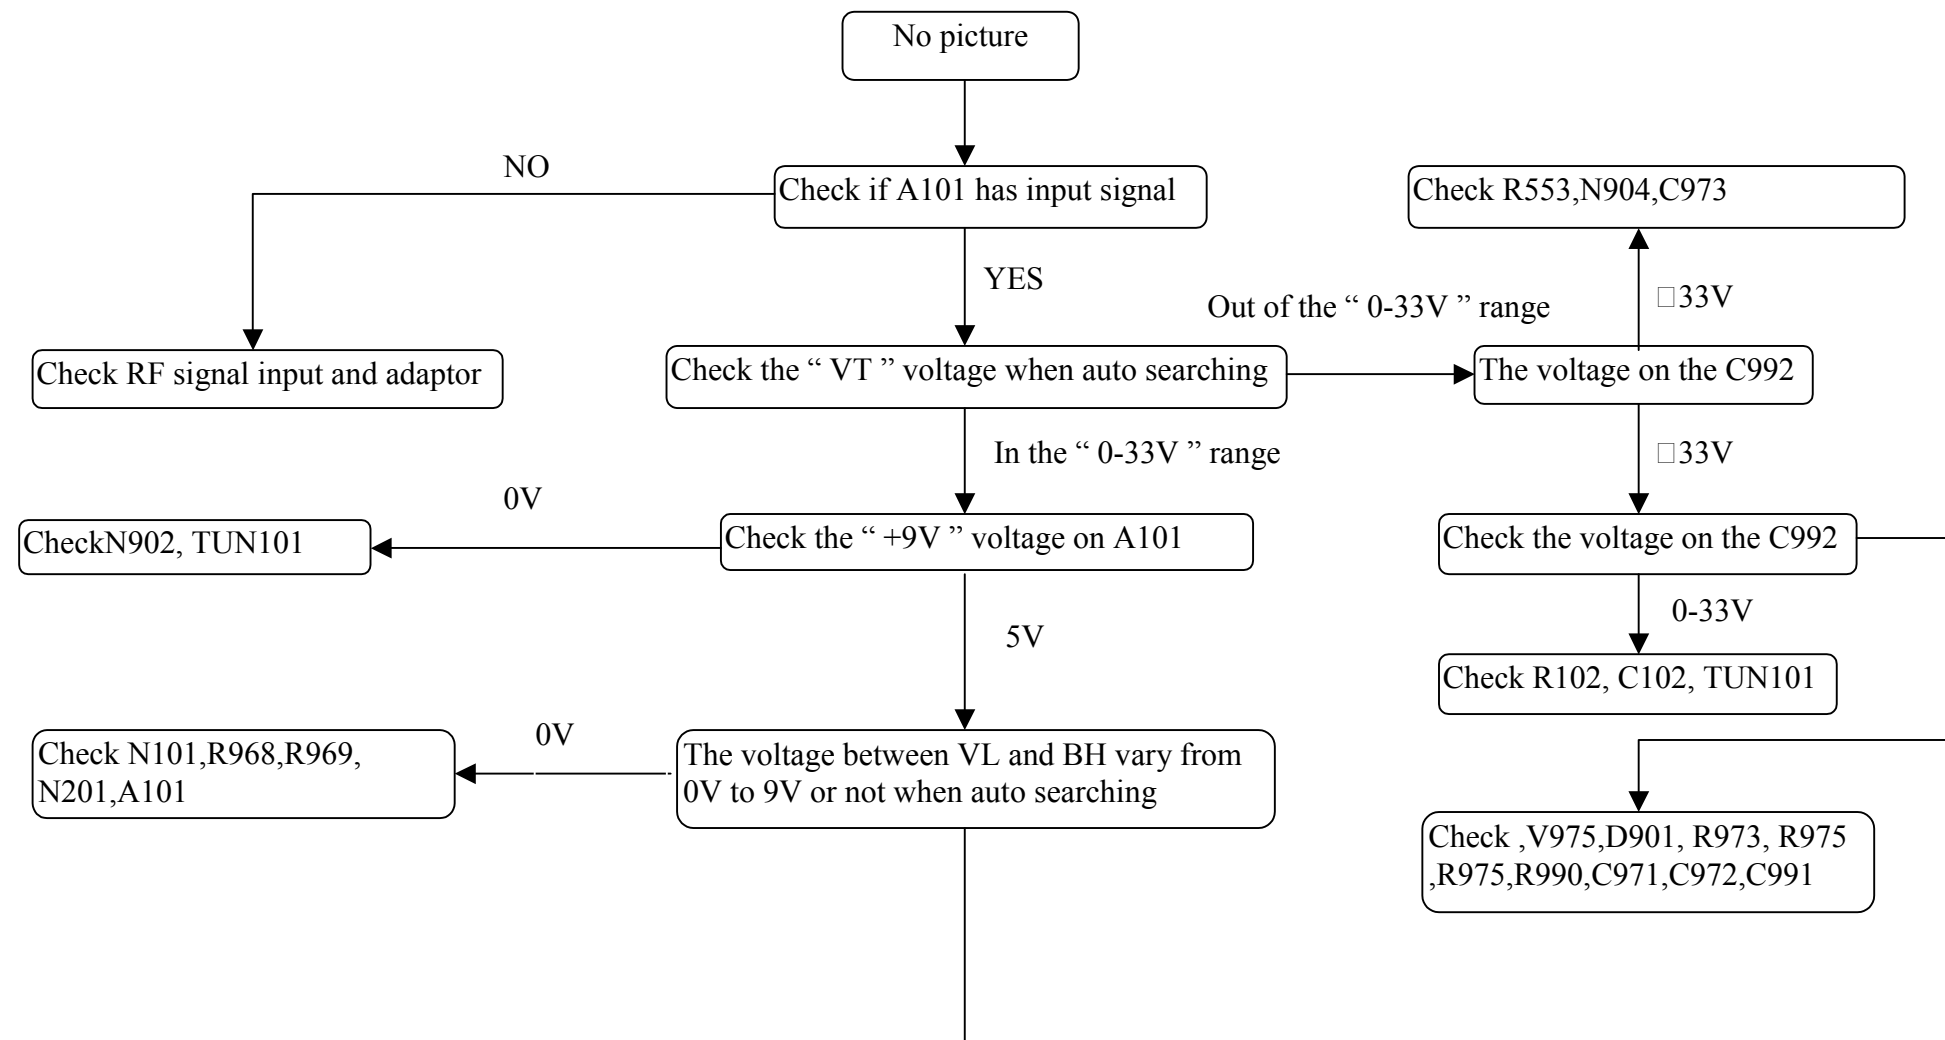 No picture
NO
Check if A101 has input signal
Check R553,N904,C973
YES
Out of the “ 0-33V ” range
□33V
Check RF signal input and adaptor
Check the “ VT ” voltage when auto searching
The voltage on the C992
In the “ 0-33V ” range
□33V
0V
CheckN902, TUN101
Check the “ +9V ” voltage on A101
Check the voltage on the C992
0-33V
5V
Check R102, C102, TUN101
0V
Check N101,R968,R969,
N201,A101
The voltage between VL and BH vary from
0V to 9V or not when auto searching
Check ,V975,D901, R973, R975
,R975,R990,C971,C972,C991